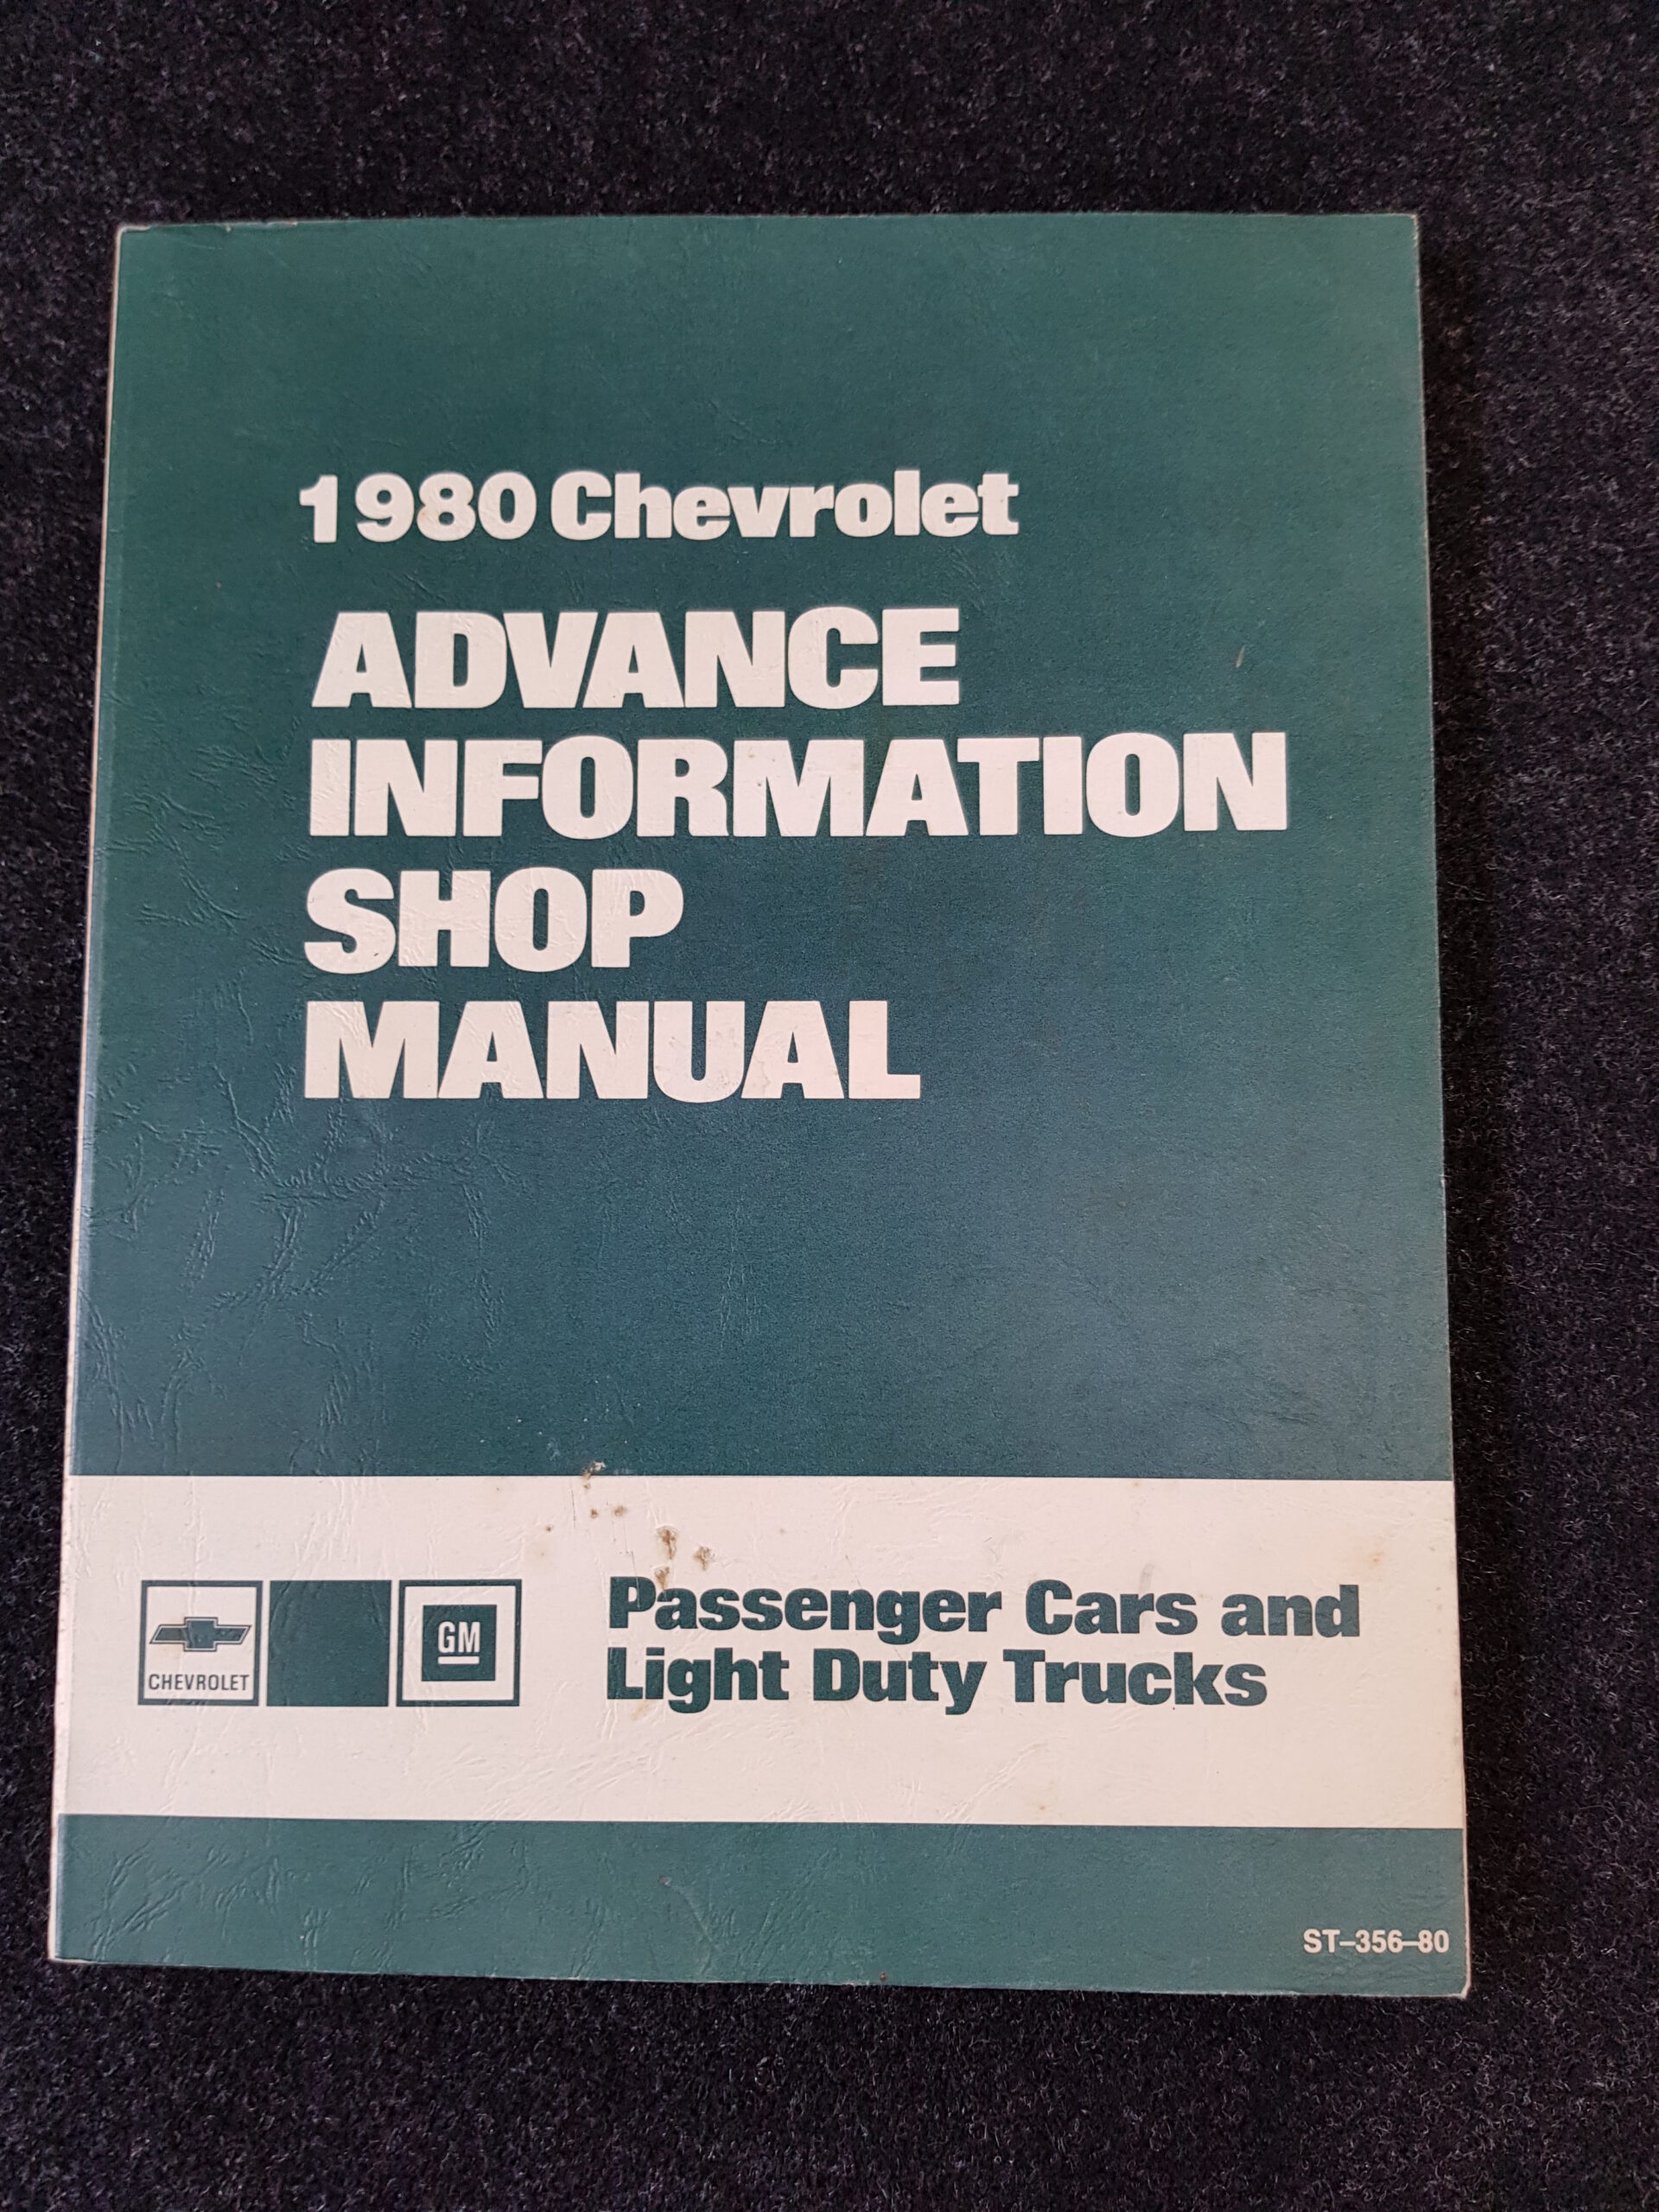 1980 Chevrolet
ADVANCE
INFORMATION
SHOP
MANUAL
CHEVROLET
GM
Passenger Cars and
Light Duty Trucks
ST-356-80